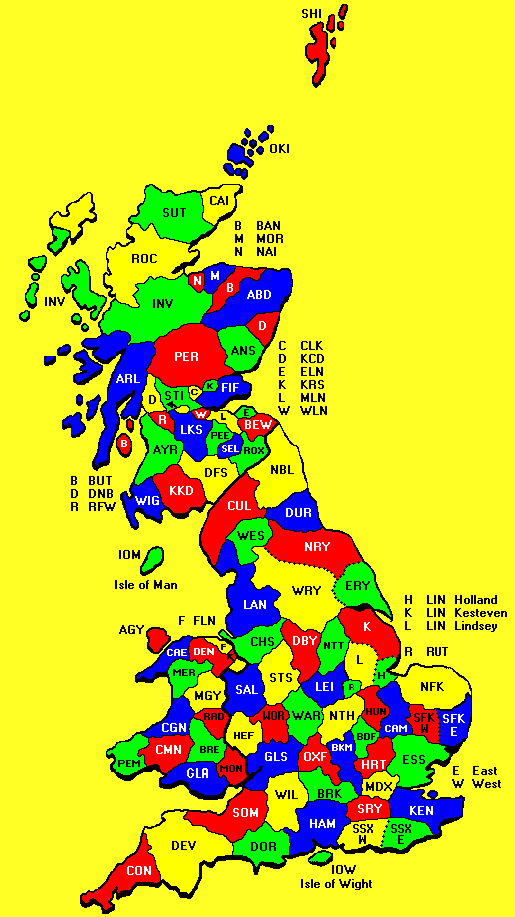 SHI
OKI
CAI
SUT
B BAN
M MOR
N NAI
ROC
INV
INV
N
M
B
ABD
D
PER
ANS
C CLK
D KCD
E ELN
K KRS
L MLN
W WLN
ARL
D
STI
C
K
FIF
B
R
LKS
W
L
E
BEW
PEE
SEL
ROX
AYR
DFS
NBL
B BUT
D DNB
R RFW
WIG
KKD
CUL
DUR
WES
NRY
IOM
Isle of Man
WRY
ERY
LAN
H LIN Holland
K LIN Kesteven
L LIN Lindsey
R RUT
F FLN
AGY
K
CHS
DBY
NTT
L
H
CAE
DEN
F
MER
STS
MGY
SAL
LEI
R
NFK
CGN
RAD
WOR
WAR
NTH
HUN
CAM
SFK
W
SFK
E
HEF
BDF
PEM
CMN
BRE
GLS
OXF
BKM
HRT
ESS
GLA
MON
E East
W West
WIL
BRK
MDX
SOM
SRY
KEN
HAM
SSX
W
SSX
E
DEV
DOR
CON
IOW
Isle of Wight